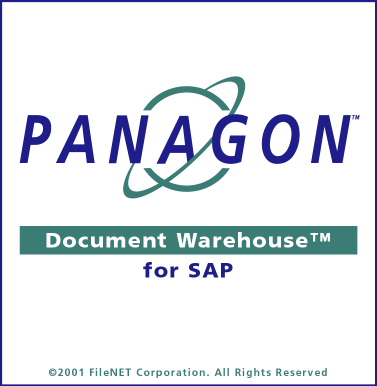 PANAGON™
Document Warehouse™
for SAP
©2001 FileNET Corporation. All Rights Reserved